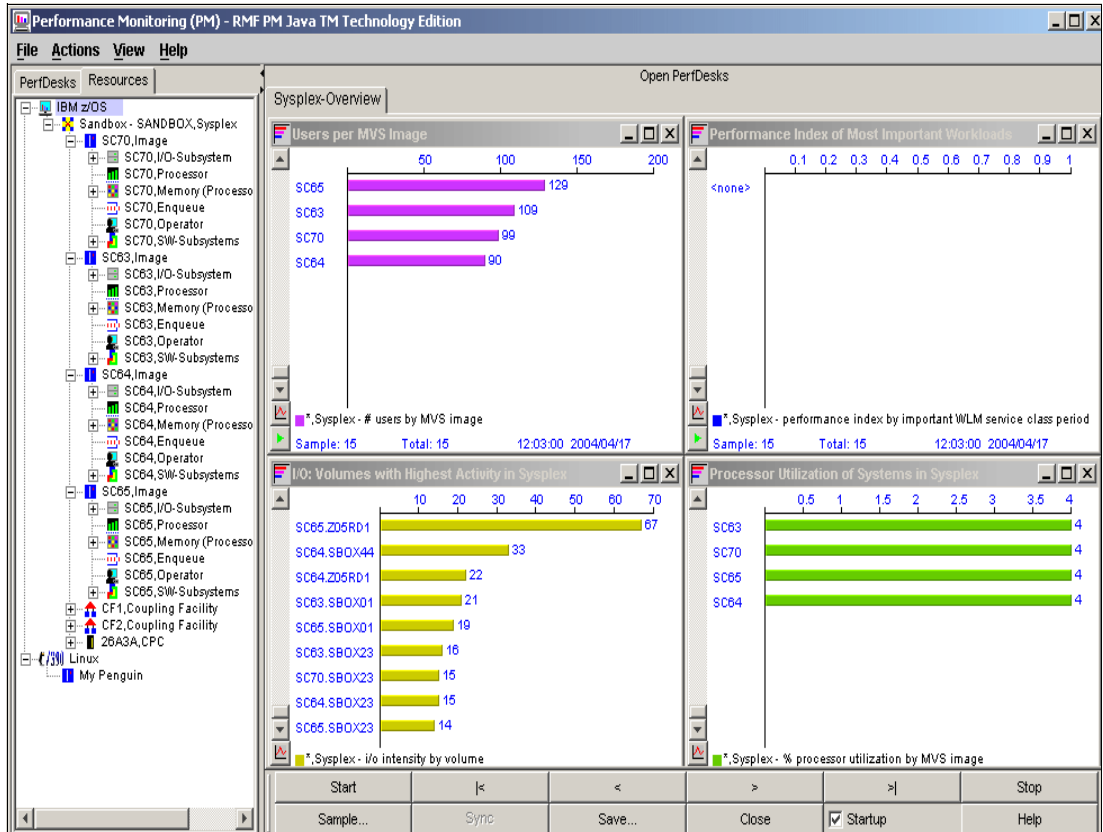 Performance Monitoring (PM) - RMF PM Java TM Technology Edition
File Actions View Help
PerfDesks Resources
IBM z/OS
Sandbox - SANDBOX,Sysplex
SC70,Image
SC70,I/O-Subsystem
SC70,Processor
SC70,Memory (Processo
SC70,Enqueue
SC70,Operator
SC70,SW-Subsystems
SC63,Image
SC63,I/O-Subsystem
SC63,Processor
SC63,Memory (Processo
SC63,Enqueue
SC63,Operator
SC63,SW-Subsystems
SC64,Image
SC64,I/O-Subsystem
SC64,Processor
SC64,Memory (Processo
SC64,Enqueue
SC64,Operator
SC64,SW-Subsystems
SC65,Image
SC65,I/O-Subsystem
SC65,Processor
SC65,Memory (Processo
SC65,Enqueue
SC65,Operator
SC65,SW-Subsystems
CF1,Coupling Facility
CF2,Coupling Facility
26A3A,CPC
/390 Linux
My Penguin
Open PerfDesks
Sysplex-Overview
Users per MVS Image
50 100 150 200
SC65 129
SC63 109
SC70 99
SC64 90
*,Sysplex - # users by MVS image
Sample: 15 Total: 15 12:03:00 2004/04/17
Performance Index of Most Important Workloads
0.1 0.2 0.3 0.4 0.5 0.6 0.7 0.8 0.9 1
<none>
*,Sysplex - performance index by important WLM service class period
Sample: 15 Total: 15 12:03:00 2004/04/17
I/O: Volumes with Highest Activity in Sysplex
10 20 30 40 50 60 70
SC65.Z05RD1 67
SC64.SBOX44 33
SC64.Z05RD1 22
SC63.SBOX01 21
SC65.SBOX01 19
SC63.SBOX23 16
SC70.SBOX23 15
SC64.SBOX23 15
SC65.SBOX23 14
*,Sysplex - i/o intensity by volume
Processor Utilization of Systems in Sysplex
0.5 1 1.5 2 2.5 3 3.5 4
SC63 4
SC70 4
SC65 4
SC64 4
*,Sysplex - % processor utilization by MVS image
Start |< < > >| Stop
Sample... Sync Save... Close Startup Help